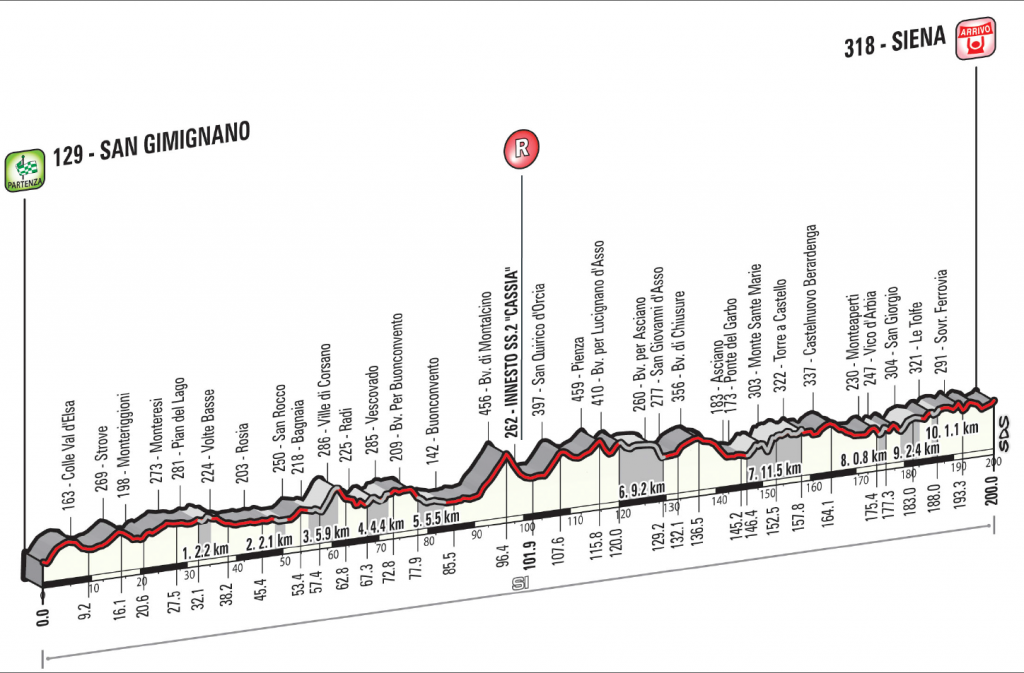 318 - SIENA
ARRIVO
129 - SAN GIMIGNANO
PARTENZA
R
163 - Colle Val d'Elsa
269 - Strove
198 - Monteriggioni
273 - Monteresi
281 - Pian del Lago
224 - Volte Basse
203 - Rosia
250 - San Rocco
218 - Bagnaia
286 - Ville di Corsano
225 - Radi
285 - Vescovado
209 - Bv. Per Buonconvento
142 - Buonconvento
456 - Bv. di Montalcino
262 - INNESTO SS.2 "CASSIA"
397 - San Quirico d'Orcia
459 - Pienza
410 - Bv. per Lucignano d'Asso
260 - Bv. per Asciano
277 - San Giovanni d'Asso
356 - Bv. di Chiusure
183 - Asciano
173 - Ponte del Garbo
303 - Monte Sante Marie
322 - Torre a Castello
337 - Castelnuovo Berardenga
230 - Monteaperti
247 - Vico d'Arbia
304 - San Giorgio
321 - Le Tolfe
291 - Sovr. Ferrovia
1. 2.2 km
2. 2.1 km
3. 5.9 km
4. 4.4 km
5. 5.5 km
6. 9.2 km
7. 11.5 km
8. 0.8 km
9. 2.4 km
10. 1.1 km
SDS
10
20
30
40
50
60
70
80
90
100
110
120
130
140
150
160
170
180
190
200
0.0
9.2
16.1
20.6
27.5
32.1
38.2
45.4
53.4
57.4
62.8
67.3
72.8
77.9
85.5
96.4
101.9
107.6
115.8
120.0
129.2
132.1
136.5
145.2
146.4
152.5
157.8
164.1
175.4
177.3
183.0
188.0
193.3
200.0
SI